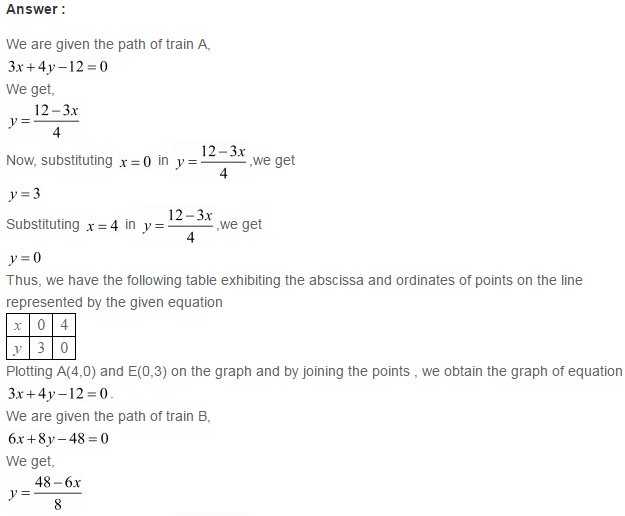 Answer :
We are given the path of train A,
3x+4y−12=0
We get,
y=\frac{12−3x}{4}
Now, substituting x=0 in y=\frac{12−3x}{4},we get
y=3
Substituting x=4 in y=\frac{12−3x}{4},we get
y=0
Thus, we have the following table exhibiting the abscissa and ordinates of points on the line
represented by the given equation
x 0 4
y 3 0
Plotting A(4,0) and E(0,3) on the graph and by joining the points , we obtain the graph of equation
3x+4y−12=0.
We are given the path of train B,
6x+8y−48=0
We get,
y=\frac{48−6x}{8}